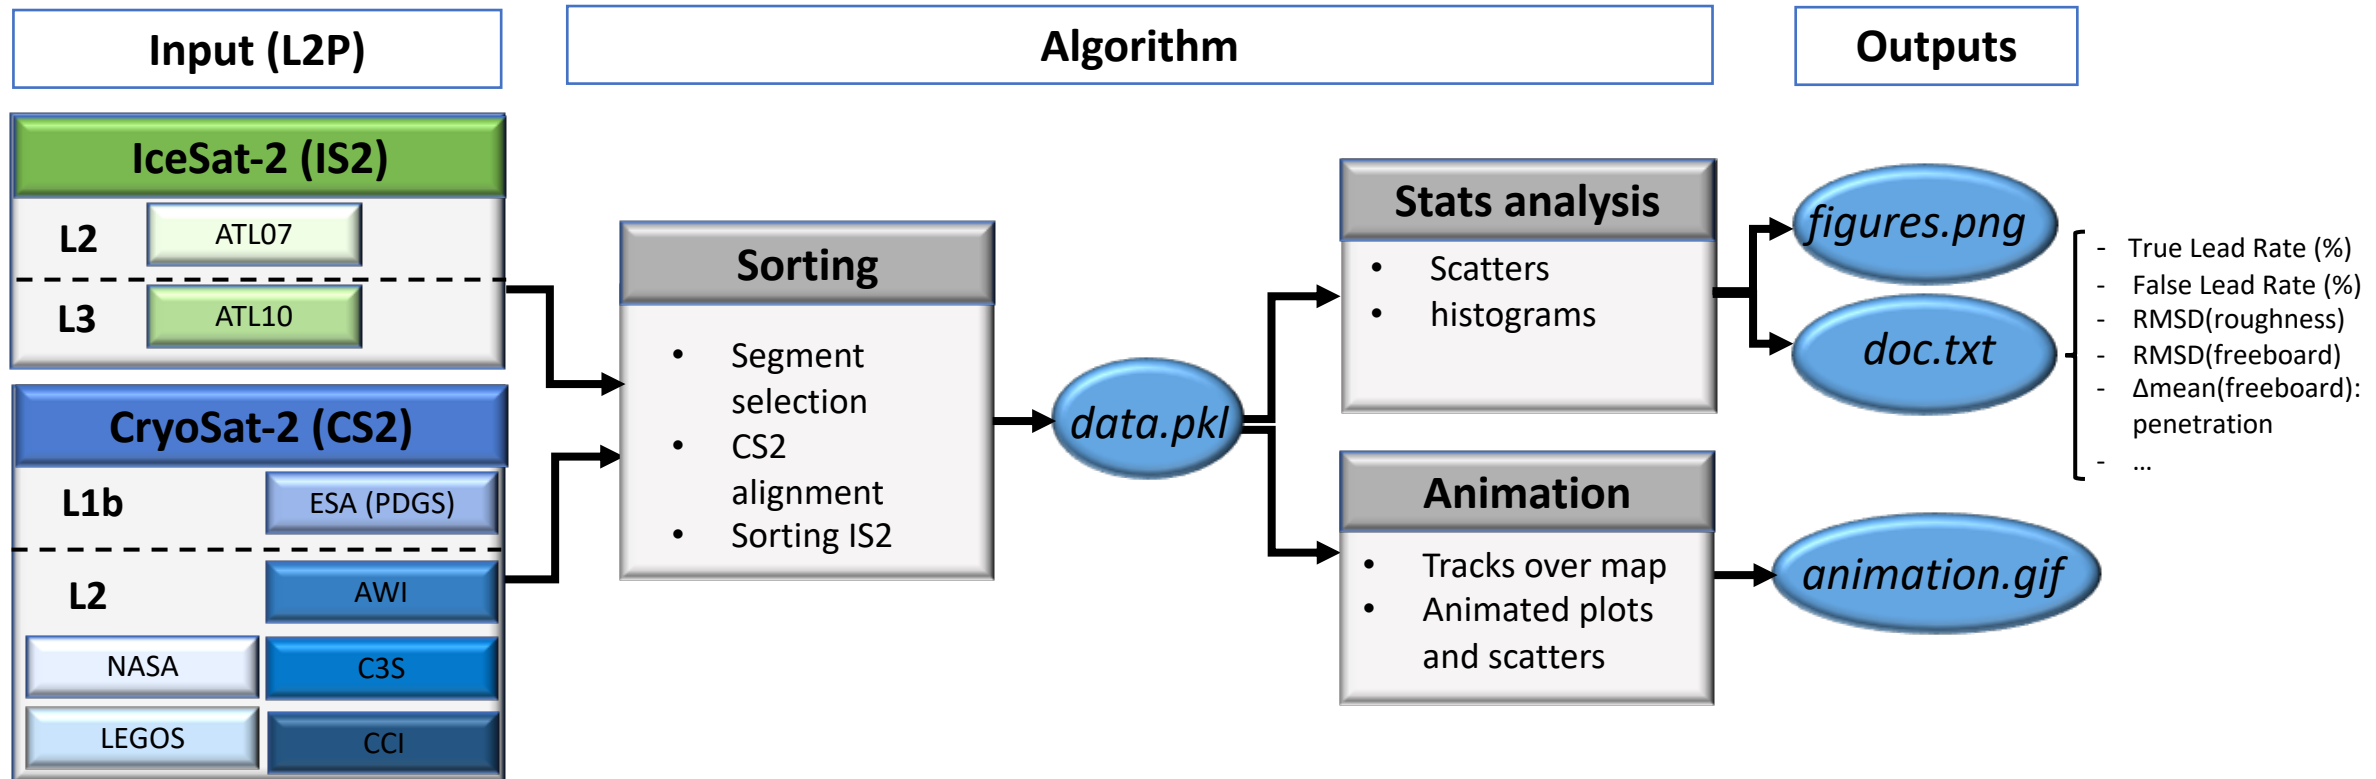 Input (L2P)
Algorithm
Outputs
IceSat-2 (IS2)
L2
ATL07
L3
ATL10
CryoSat-2 (CS2)
L1b
ESA (PDGS)
L2
AWI
NASA
C3S
LEGOS
CCI
Sorting
• Segment
selection
• CS2
alignment
• Sorting IS2
data.pkl
Stats analysis
• Scatters
• histograms
Animation
• Tracks over map
• Animated plots
and scatters
figures.png
doc.txt
- True Lead Rate (%)
- False Lead Rate (%)
- RMSD(roughness)
- RMSD(freeboard)
- Δmean(freeboard):
penetration
- ...
animation.gif